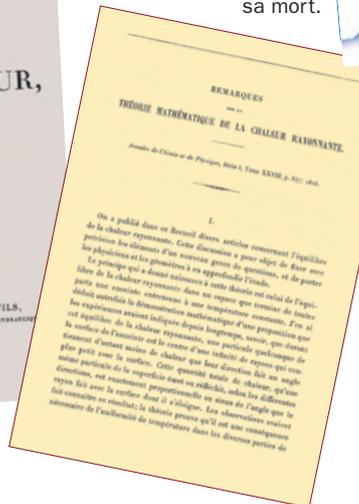 sa mort.
UR,
REMARQUES
SUR LA
THÉORIE MATHÉMATIQUE DE LA CHALEUR RAYONNANTE.
Annales de Chimie et de Physique, Série I, Tome XXVII, p.
I.
On a publié dans ce Recueil divers articles concernant l'équilibre
de la chaleur rayonnante. Cette discussion a pour objet de fixer avec
précision les éléments d'un nouveau genre de questions, et de porter
les physiciens et les géomètres à en approfondir l'étude.
Le principe qui a donné naissance à cette théorie est celui de l'équi-
libre de la chaleur rayonnante dans un espace que termine de toutes
parts une enceinte entretenue à une température constante. J'en ai
déduit autrefois la démonstration mathématique d'une proposition que
les expériences avaient indiquée depuis longtemps, savoir, que durant
cet équilibre de la chaleur rayonnante, une particule quelconque de
la surface de l'enceinte est le centre d'une infinité de rayons qui con-
tiennent d'autant moins de chaleur que leur direction fait un angle
plus petit avec la surface. Cette quantité totale de chaleur, qu'une
même particule de la superficie émet ou réfléchit, selon les différentes
directions, est exactement proportionnelle au sinus de l'angle que le
rayon fait avec la surface dont il s'éloigne. Les observations avaient
fait connaître ce résultat; la théorie prouve qu'il est une conséquence
nécessaire de l'uniformité de température dans les diverses parties de
FILS,